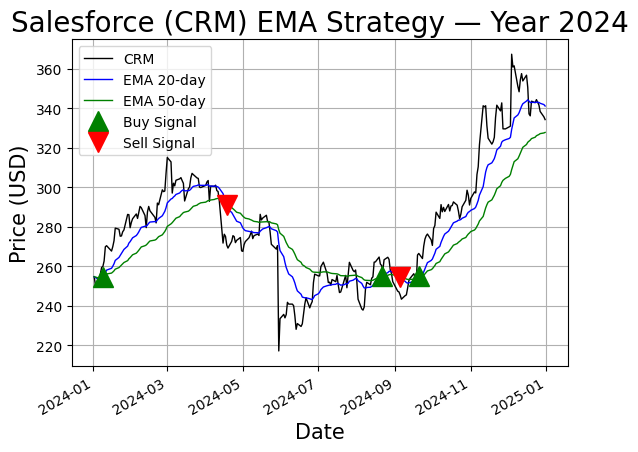 Salesforce (CRM) EMA Strategy — Year 2024
CRM
EMA 20-day
EMA 50-day
Buy Signal
Sell Signal
360
340
320
300
280
260
240
220
Price (USD)
2024-01
2024-03
2024-05
2024-07
2024-09
2024-11
2025-01
Date